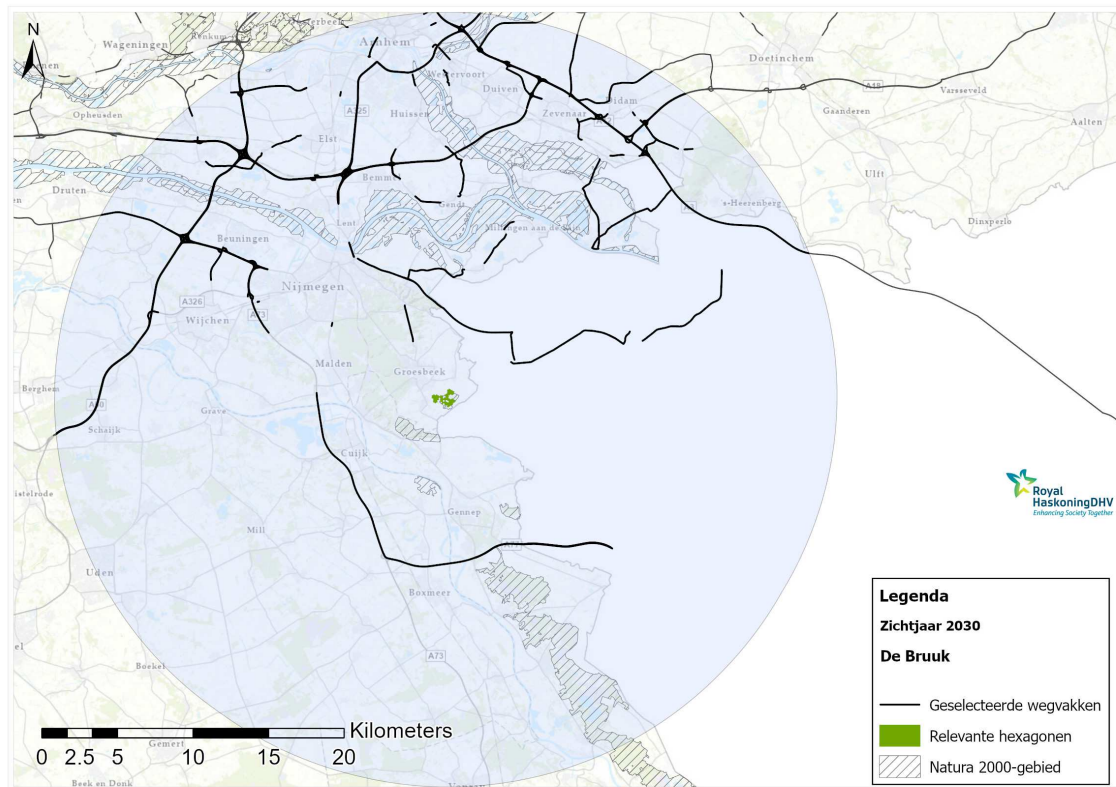 N
Wageningen
Renkum
Arnhem
Westervoort
Duiven
Doetinchem
A18
Varsseveld
Opheusden
A325
Huissen
Zevenaar
Didam
Gaanderen
Aalten
Elst
Bemmel
Ulft
Druten
Gendt
Lent
Millingen aan de Rijn
s-Heerenberg
Dinxperlo
Beuningen
Nijmegen
A326
Wijchen
A73
Malden
Groesbeek
Berghem
Grave
A50
Schaijk
Cuijk
Royal
HaskoningDHV
Enhancing Society Together
Gennep
Mill
A77
Uden
Boxmeer
Legenda
Zichtjaar 2030
De Bruuk
A73
Boekel
Geselecteerde wegvakken
Kilometers
Relevante hexagonen
0 2.5 5 10 15 20
Gemert
Natura 2000-gebied
Beek en Donk